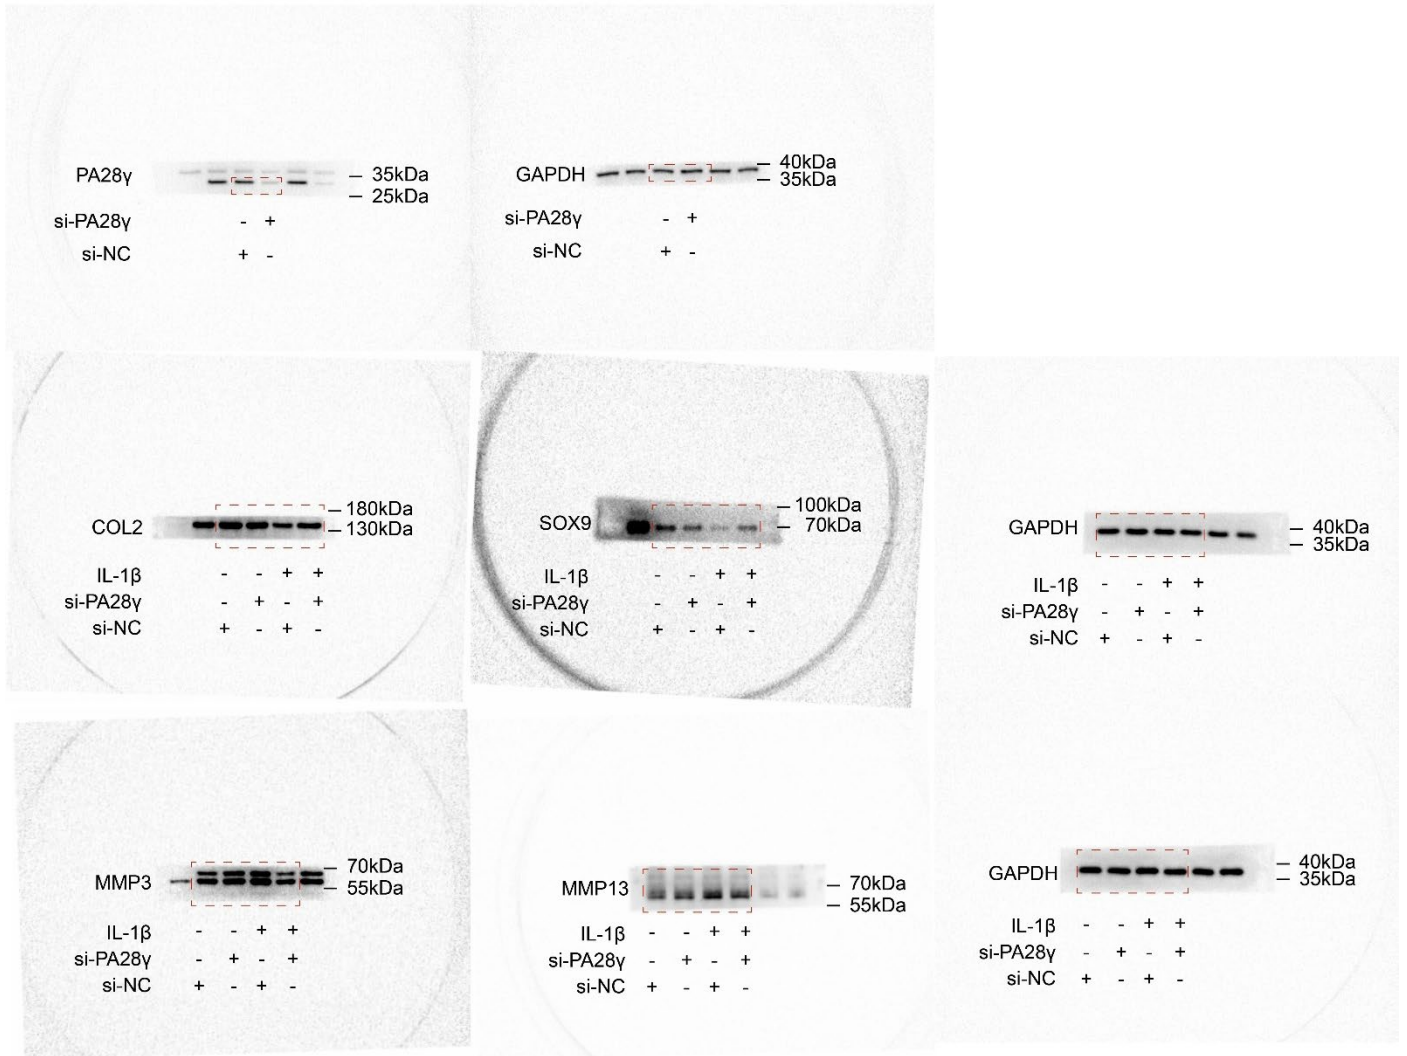 PA28γ
35kDa
25kDa
si-PA28γ - +
si-NC + -
GAPDH
40kDa
35kDa
si-PA28γ - +
si-NC + -
COL2
180kDa
130kDa
IL-1β - - + +
si-PA28γ - + - +
si-NC + - + -
SOX9
100kDa
70kDa
IL-1β - - + +
si-PA28γ - + - +
si-NC + - + -
GAPDH
40kDa
35kDa
IL-1β - - + +
si-PA28γ - + - +
si-NC + - + -
MMP3
70kDa
55kDa
IL-1β - - + +
si-PA28γ - + - +
si-NC + - + -
MMP13
70kDa
55kDa
IL-1β - - + +
si-PA28γ - + - +
si-NC + - + -
GAPDH
40kDa
35kDa
IL-1β - - + +
si-PA28γ - + - +
si-NC + - + -